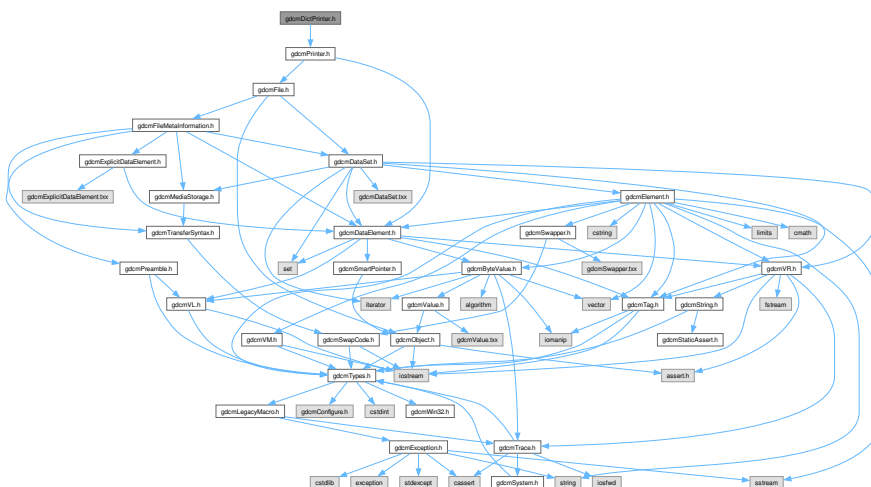 gdcmDictPrinter.h
gdcmPrinter.h
gdcmFile.h
gdcmFileMetaInformation.h
gdcmExplicitDataElement.h
gdcmDataSet.h
gdcmExplicitDataElement.txx
gdcmMediaStorage.h
gdcmDataSet.txx
gdcmElement.h
gdcmTransferSyntax.h
gdcmDataElement.h
gdcmSwapper.h
cstring
limits
cmath
gdcmPreamble.h
set
gdcmSmartPointer.h
gdcmByteValue.h
gdcmSwapper.txx
gdcmVR.h
gdcmVL.h
iterator
gdcmValue.h
algorithm
vector
gdcmTag.h
gdcmString.h
fstream
gdcmVM.h
gdcmSwapCode.h
gdcmObject.h
gdcmValue.txx
iomanip
gdcmStaticAssert.h
gdcmTypes.h
iostream
assert.h
gdcmLegacyMacro.h
gdcmConfigure.h
cstdint
gdcmWin32.h
gdcmException.h
gdcmTrace.h
cstdlib
exception
stdexcept
cassert
gdcmSystem.h
string
iosfwd
sstream